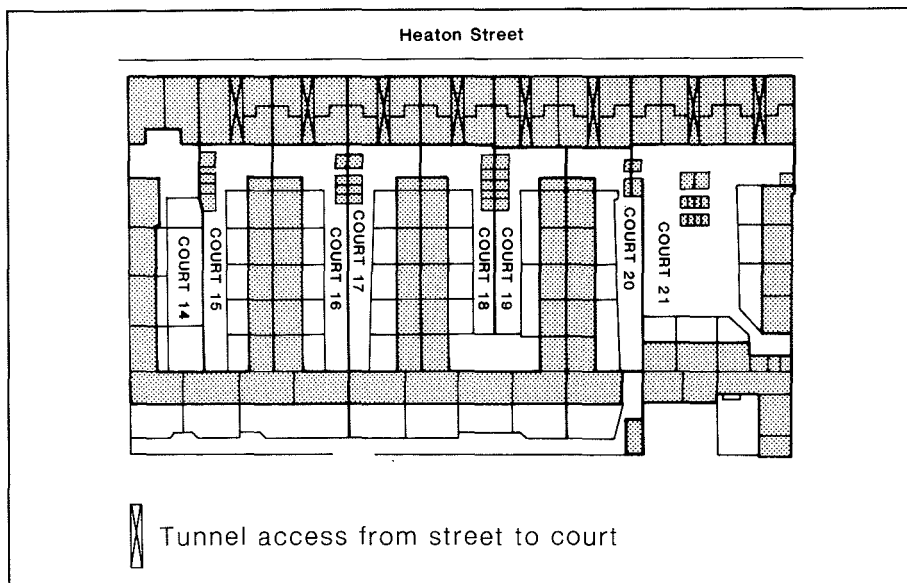 Heaton Street
COURT 14
COURT 15
COURT 16
COURT 17
COURT 18
COURT 19
COURT 20
COURT 21
Tunnel access from street to court